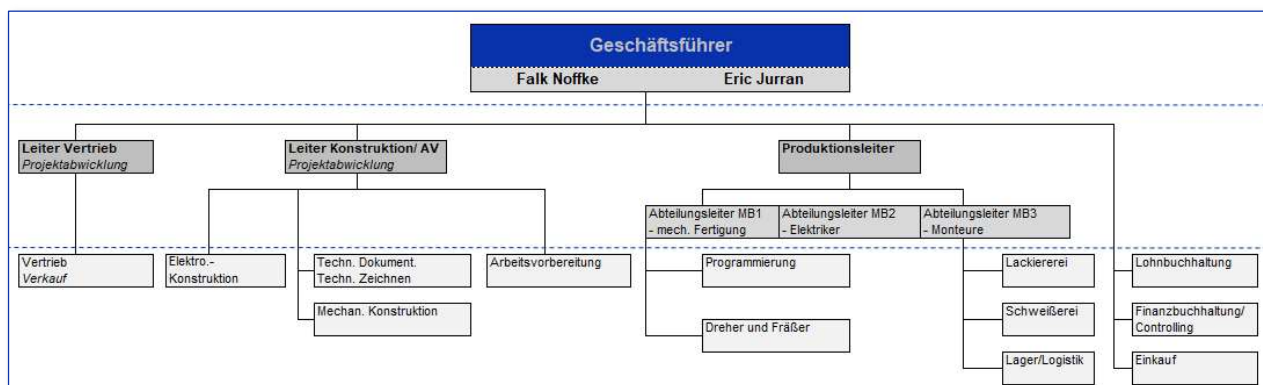 Geschäftsführer
Falk Noffke
Eric Jurran
Leiter Vertrieb
Projektabwicklung
Leiter Konstruktion/ AV
Projektabwicklung
Produktionsleiter
Abteilungsleiter MB1
- mech. Fertigung
Abteilungsleiter MB2
- Elektriker
Abteilungsleiter MB3
- Monteure
Vertrieb
Verkauf
Elektro.-
Konstruktion
Techn. Dokument.
Techn. Zeichnen
Arbeitsvorbereitung
Programmierung
Lackiererei
Lohnbuchhaltung
Mechan. Konstruktion
Dreher und Fräßer
Schweißerei
Finanzbuchhaltung/
Controlling
Lager/Logistik
Einkauf